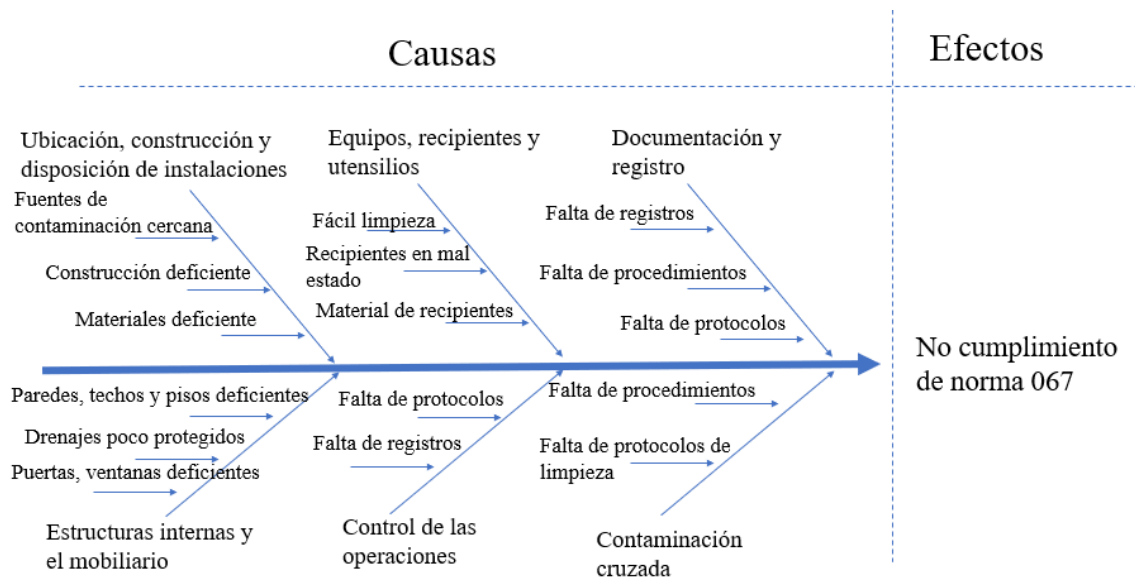 Causas
Efectos
Ubicación, construcción y
disposición de instalaciones
Fuentes de
contaminación cercana
Construcción deficiente
Materiales deficiente
Equipos, recipientes y
utensilios
Fácil limpieza
Recipientes en mal
estado
Material de recipientes
Documentación y
registro
Falta de registros
Falta de procedimientos
Falta de protocolos
No cumplimiento
de norma 067
Paredes, techos y pisos deficientes
Drenajes poco protegidos
Puertas, ventanas deficientes
Estructuras internas y
el mobiliario
Falta de protocolos
Falta de registros
Control de las
operaciones
Falta de procedimientos
Falta de protocolos de
limpieza
Contaminación
cruzada